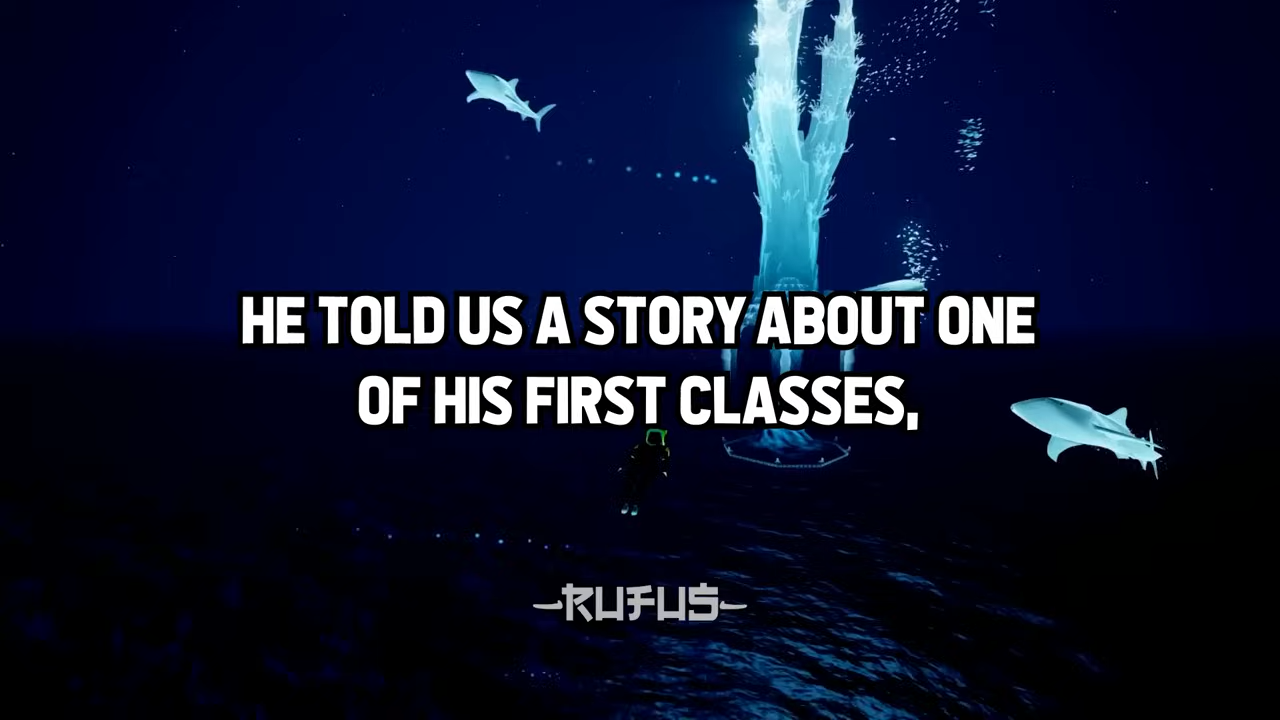 HE TOLD US A STORY ABOUT ONE
OF HIS FIRST CLASSES,
RUFUS